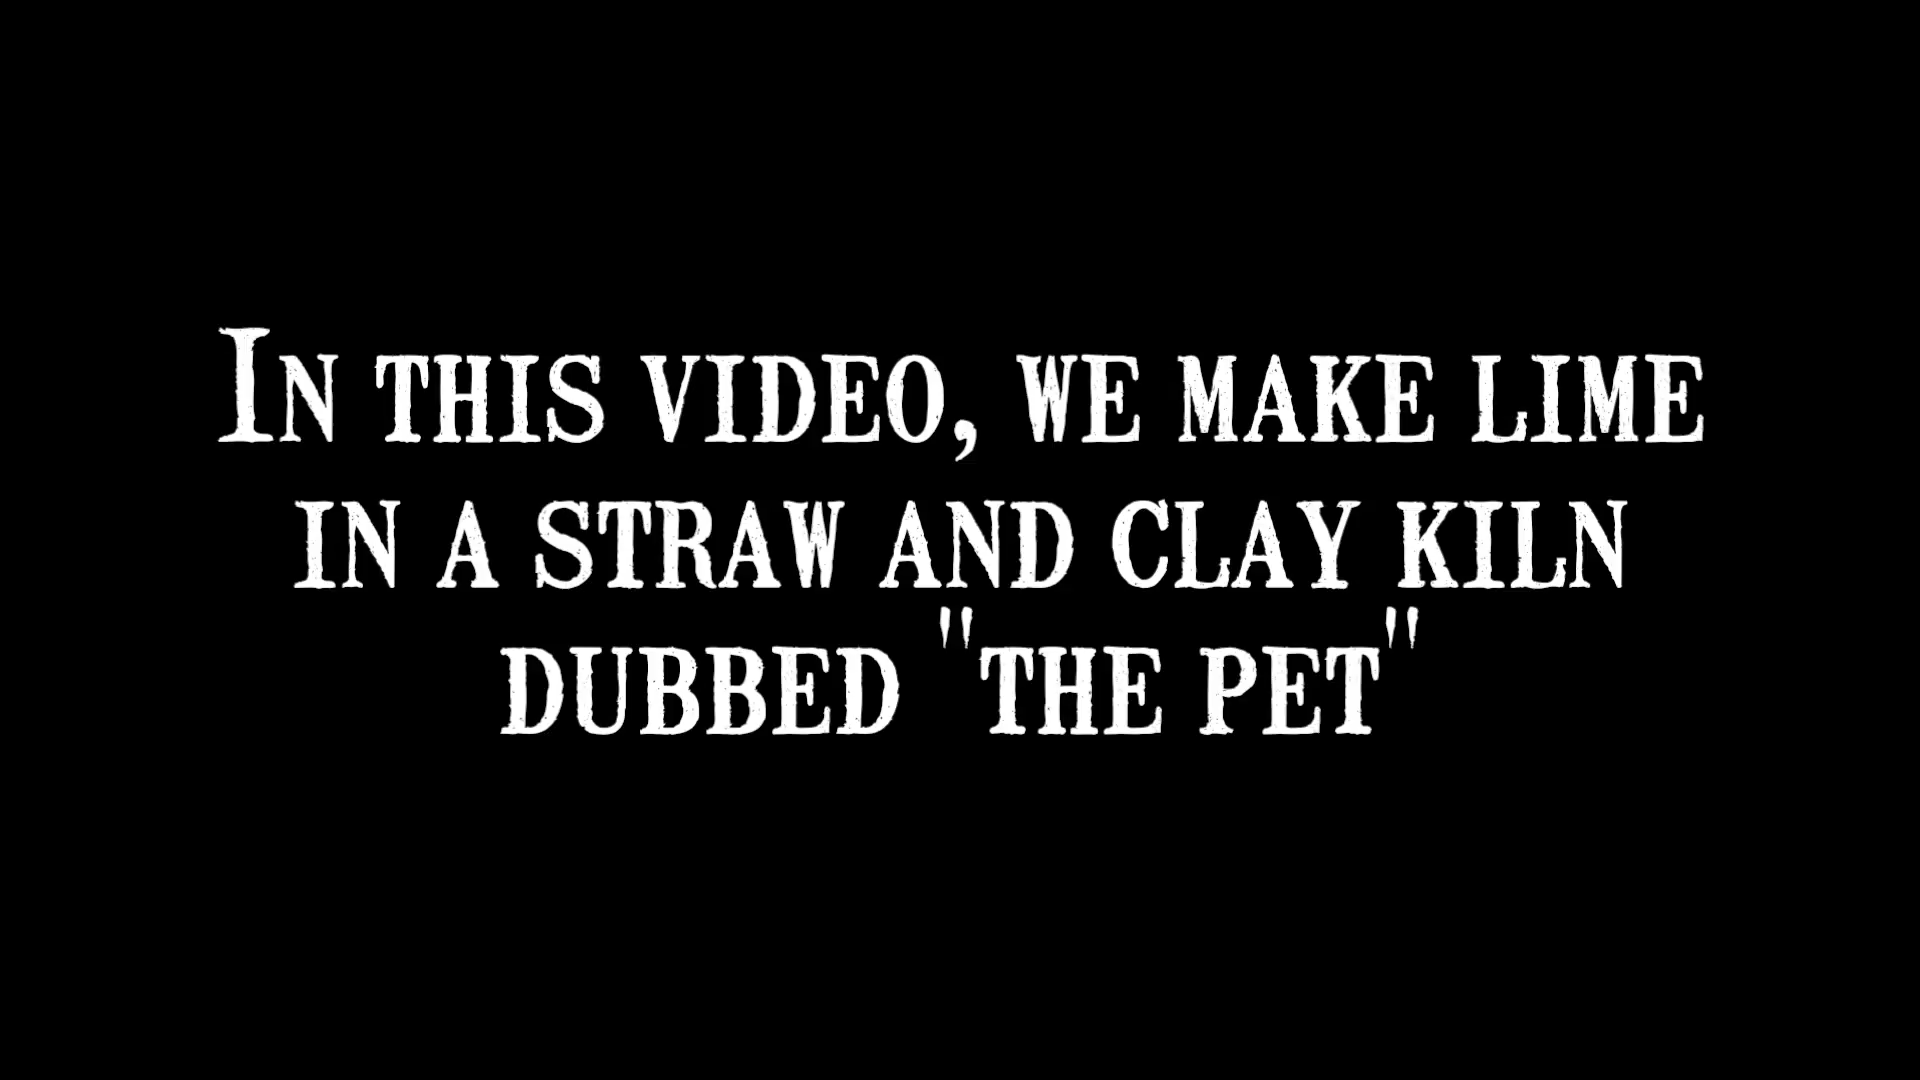 In this video, we make lime
in a straw and clay kiln
dubbed "the pet"